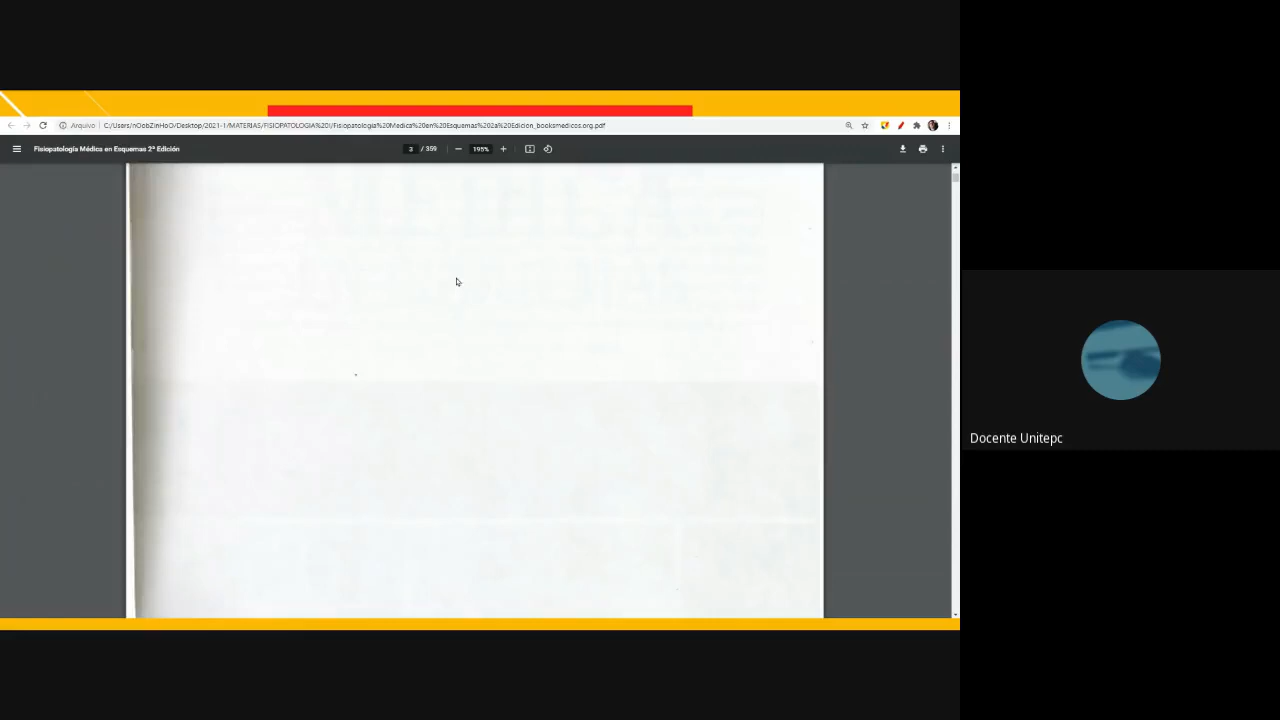 Arquivo C:/Users/nOobZinHoO/Desktop/2021-1/MATERIAS/FISIOPATOLOGIA%20I/Fisiopatologia%20Medica%20en%20Esquemas%202a%20Edicion_booksmedicos.org.pdf
Fisiopatología Médica en Esquemas 2ª Edición
3 / 359
195%
Docente Unitepc